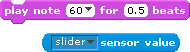 play note 60 for 0.5 beats
slider sensor value